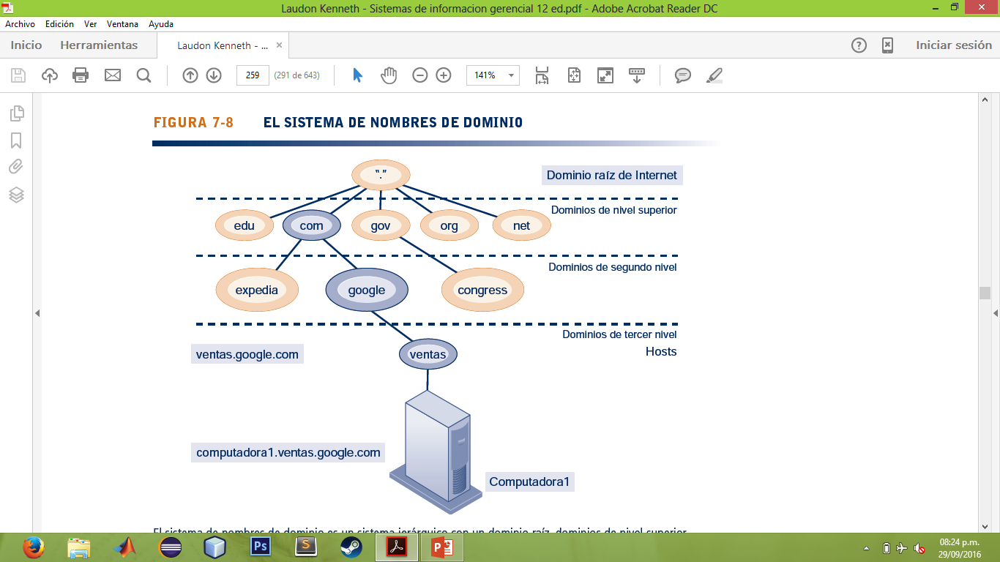 Laudon Kenneth - Sistemas de informacion gerencial 12 ed.pdf - Adobe Acrobat Reader DC
Archivo Edición Ver Ventana Ayuda
Inicio Herramientas Laudon Kenneth - ... × ? Iniciar sesión
259 (291 de 643) 141%
FIGURA 7-8 EL SISTEMA DE NOMBRES DE DOMINIO
"."
Dominio raíz de Internet
Dominios de nivel superior
edu com gov org net
Dominios de segundo nivel
expedia google congress
Dominios de tercer nivel
Hosts
ventas.google.com
ventas
computadora1.ventas.google.com
Computadora1
El sistema de nombres de dominio es un sistema jerárquico con un dominio raíz, dominios de nivel superior,
Ps S P
08:24 p.m.
29/09/2016